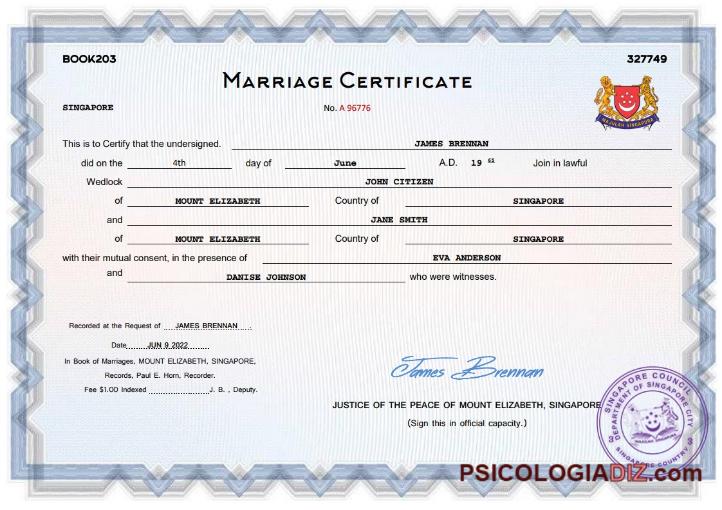 BOOK203 327749
MARRIAGE CERTIFICATE
SINGAPORE No. A 96776
MAJULAH SINGAPURA
This is to Certify that the undersigned. JAMES BRENNAN
did on the 4th day of June A.D. 19 51 Join in lawful
Wedlock JOHN CITIZEN
of MOUNT ELIZABETH Country of SINGAPORE
and JANE SMITH
of MOUNT ELIZABETH Country of SINGAPORE
with their mutual consent, in the presence of EVA ANDERSON
and DANISE JOHNSON who were witnesses.
Recorded at the Request of JAMES BRENNAN
Date JUN 9 2022
In Book of Marriages, MOUNT ELIZABETH, SINGAPORE,
Records, Paul E. Horn, Recorder.
Fee $1.00 Indexed J. B. , Deputy.
James Brennan
JUSTICE OF THE PEACE OF MOUNT ELIZABETH, SINGAPORE
(Sign this in official capacity.)
SINGAPORE COUNCIL
DEPARTMENT OF SINGAPORE CITY
SINGAPORE COUNTRY
PSICOLOGIADIZ.com